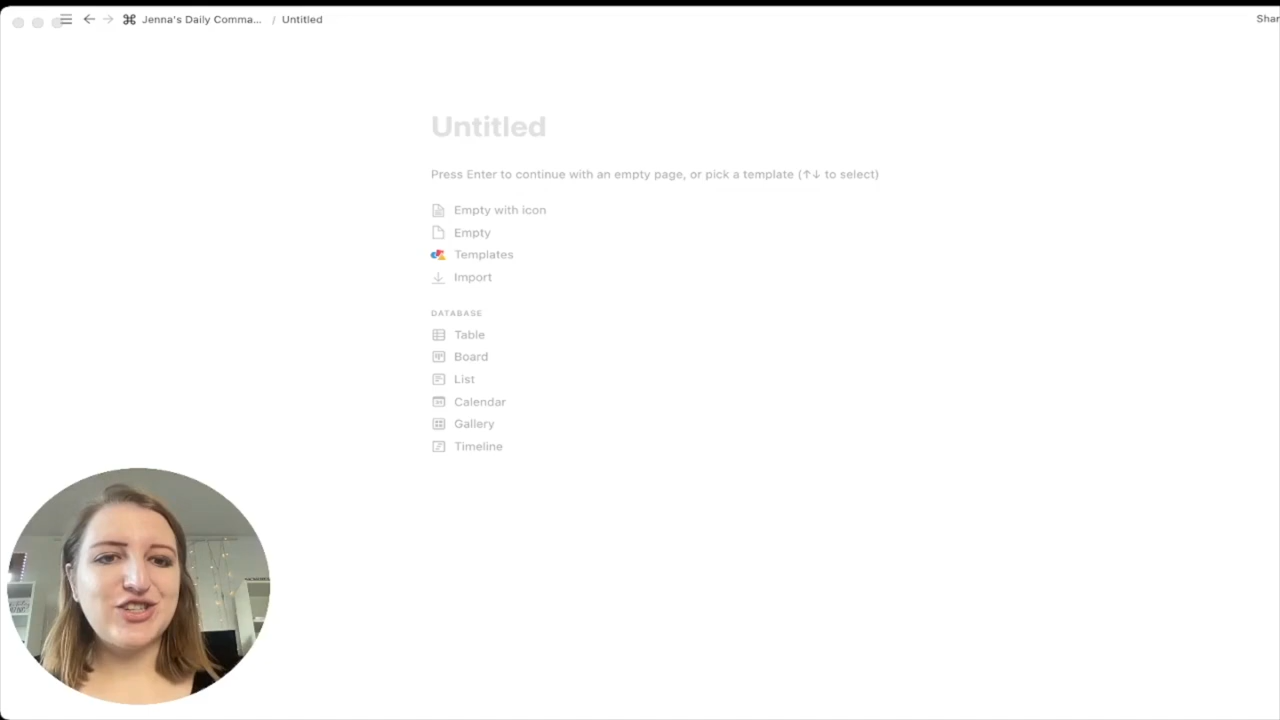 Jenna's Daily Comma... / Untitled
Shar
Untitled
Press Enter to continue with an empty page, or pick a template (↑↓ to select)
Empty with icon
Empty
Templates
Import
DATABASE
Table
Board
List
Calendar
Gallery
Timeline